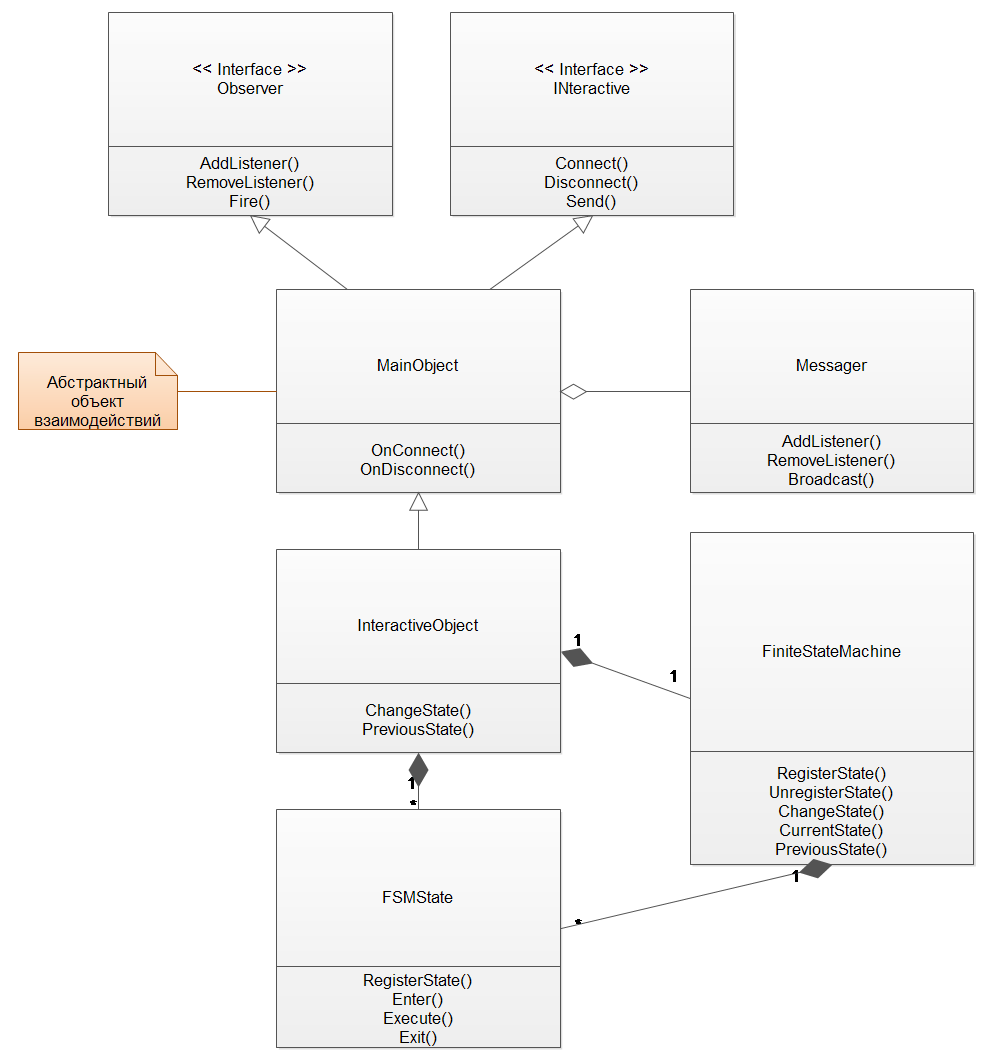 << Interface >>
Observer
AddListener()
RemoveListener()
Fire()
<< Interface >>
INteractive
Connect()
Disconnect()
Send()
Абстрактный
объект
взаимодействий
MainObject
OnConnect()
OnDisconnect()
Messager
AddListener()
RemoveListener()
Broadcast()
InteractiveObject
ChangeState()
PreviousState()
1
1
FiniteStateMachine
RegisterState()
UnregisterState()
ChangeState()
CurrentState()
PreviousState()
1
*
1
*
FSMState
RegisterState()
Enter()
Execute()
Exit()